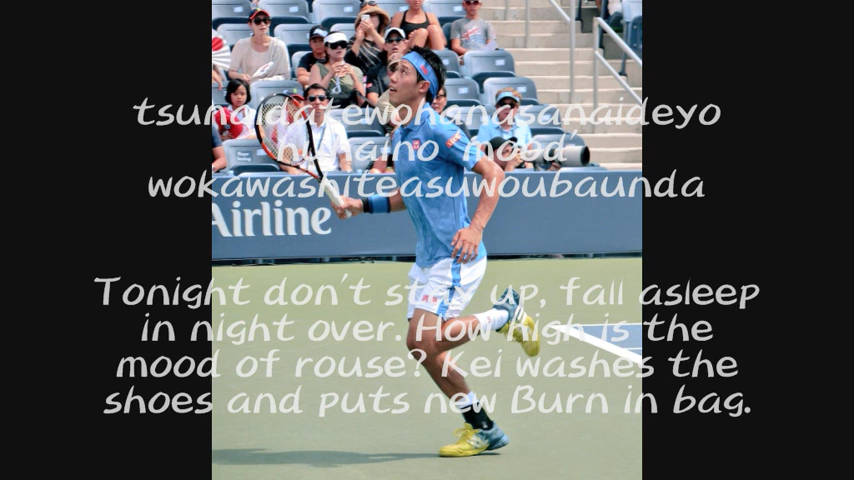 tsunaidatewohanasanaideyo
'mood'
wokawashiteasuwoubaunda
Airline
Tonight don't stay up, fall asleep
in night over. How high is the
mood of rouse? Kei washes the
shoes and puts new Burn in bag.